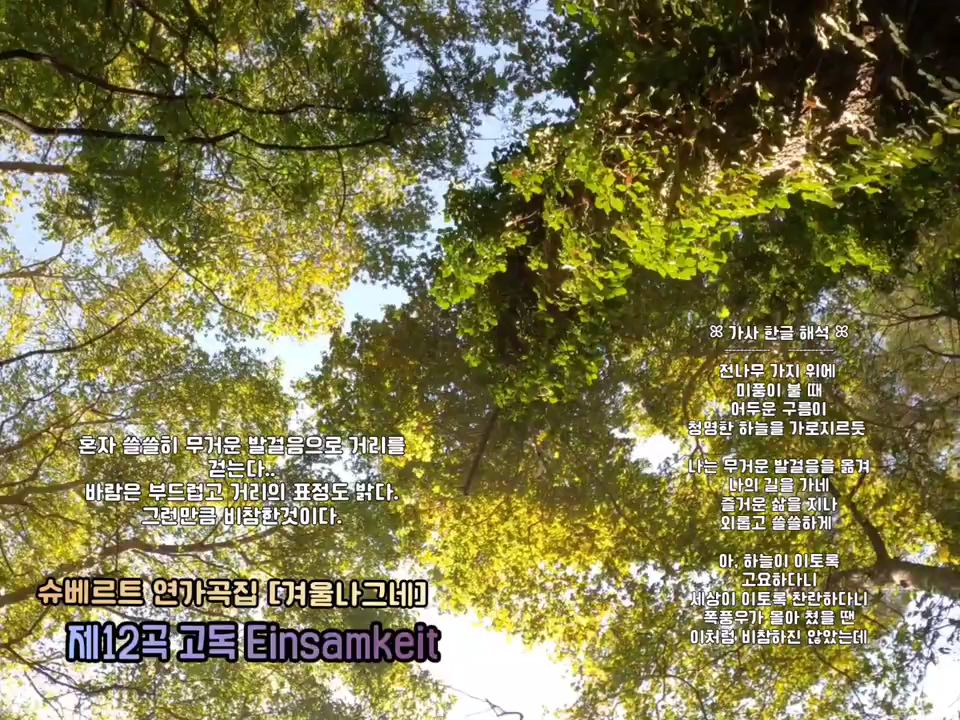 혼자 쓸쓸히 무거운 발걸음으로 거리를
걷는다..
바람은 부드럽고 거리의 표정도 밝다.
그런만큼 비참한것이다.
슈베르트 연가곡집 [겨울나그네]
제12곡 고독 Einsamkeit
ꕤ 가사 한글 해석 ꕤ
전나무 가지 위에
미풍이 불 때
어두운 구름이
청명한 하늘을 가로지르듯
나는 무거운 발걸음을 옮겨
나의 길을 가네
즐거운 삶을 지나
외롭고 쓸쓸하게
아, 하늘이 이토록
고요하다니
세상이 이토록 찬란하다니
폭풍우가 몰아 쳤을 땐
이처럼 비참하진 않았는데